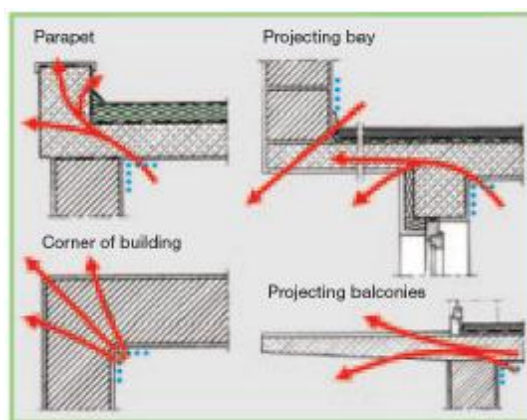 Parapet
Projecting bay
Corner of building
Projecting balconies